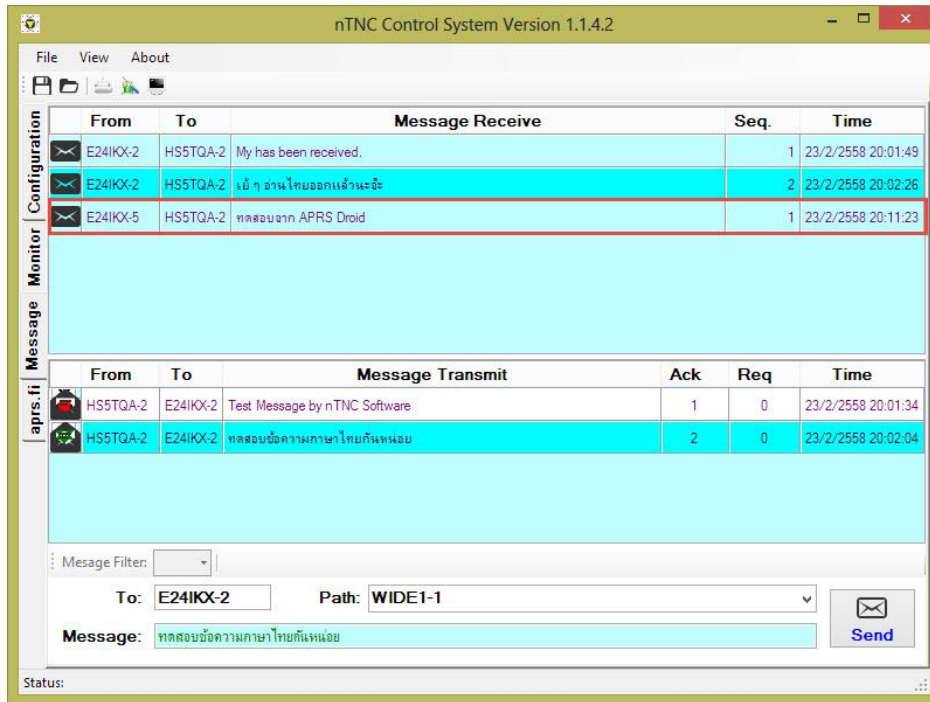 nTNC Control System Version 1.1.4.2
File View About
Configuration
Monitor
Message
aprs.fi
From To Message Receive Seq. Time
E24IKX-2 HS5TQA-2 My has been received. 1 23/2/2558 20:01:49
E24IKX-2 HS5TQA-2 เย้ ๆ อ่านไทยออกแล้วนะจ๊ะ 2 23/2/2558 20:02:26
E24IKX-5 HS5TQA-2 ทดสอบจาก APRS Droid 1 23/2/2558 20:11:23
From To Message Transmit Ack Req Time
HS5TQA-2 E24IKX-2 Test Message by nTNC Software 1 0 23/2/2558 20:01:34
HS5TQA-2 E24IKX-2 ทดสอบข้อความภาษาไทยกันหน่อย 2 0 23/2/2558 20:02:04
Mesage Filter:
To: E24IKX-2 Path: WIDE1-1
Message: ทดสอบข้อความภาษาไทยกันหน่อย
Send
Status: